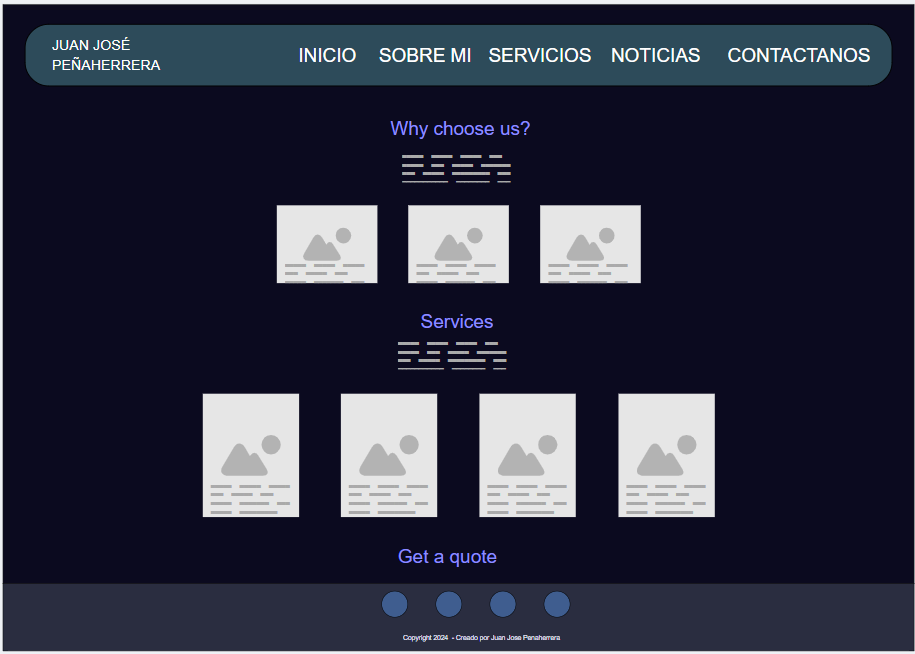 JUAN JOSÉ
PEÑAHERRERA
INICIO SOBRE MI SERVICIOS NOTICIAS CONTACTANOS
Why choose us?
Services
Get a quote
Copyright 2024 - Creado por Juan Jose Penaherrera